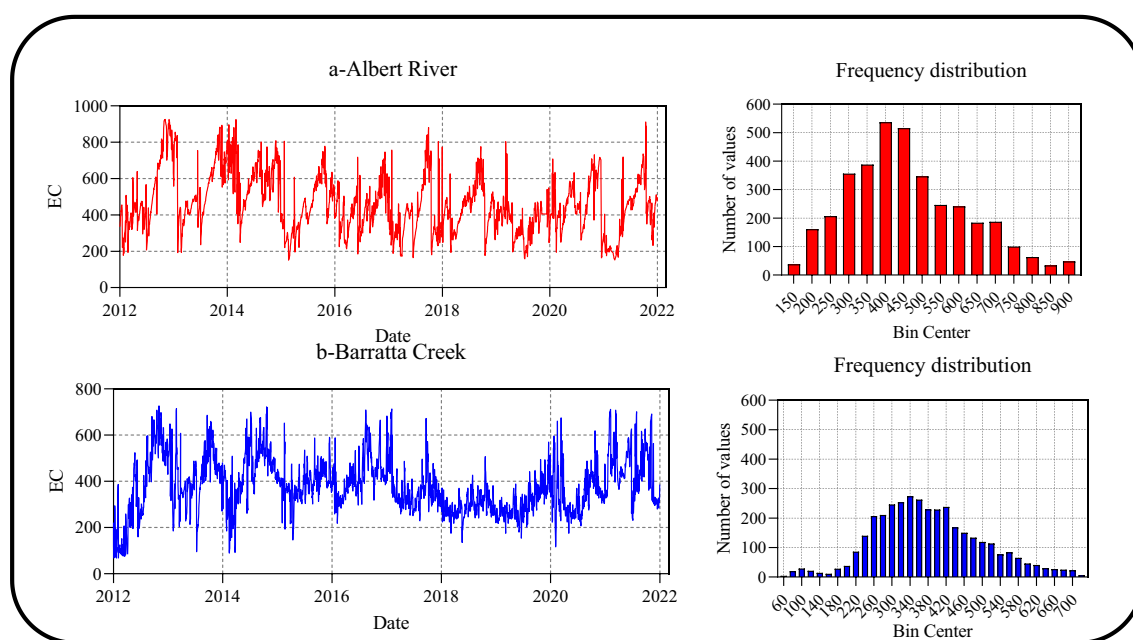 a-Albert River
1000
800
600
400
200
0
EC
2012 2014 2016 2018 2020 2022
Date
Frequency distribution
600
500
400
300
200
100
0
Number of values
150 200 250 300 350 400 450 500 550 600 650 700 750 800 850 900
Bin Center
b-Barratta Creek
800
600
400
200
0
EC
2012 2014 2016 2018 2020 2022
Date
Frequency distribution
600
500
400
300
200
100
0
Number of values
60 100 140 180 220 260 300 340 380 420 460 500 540 580 620 660 700
Bin Center